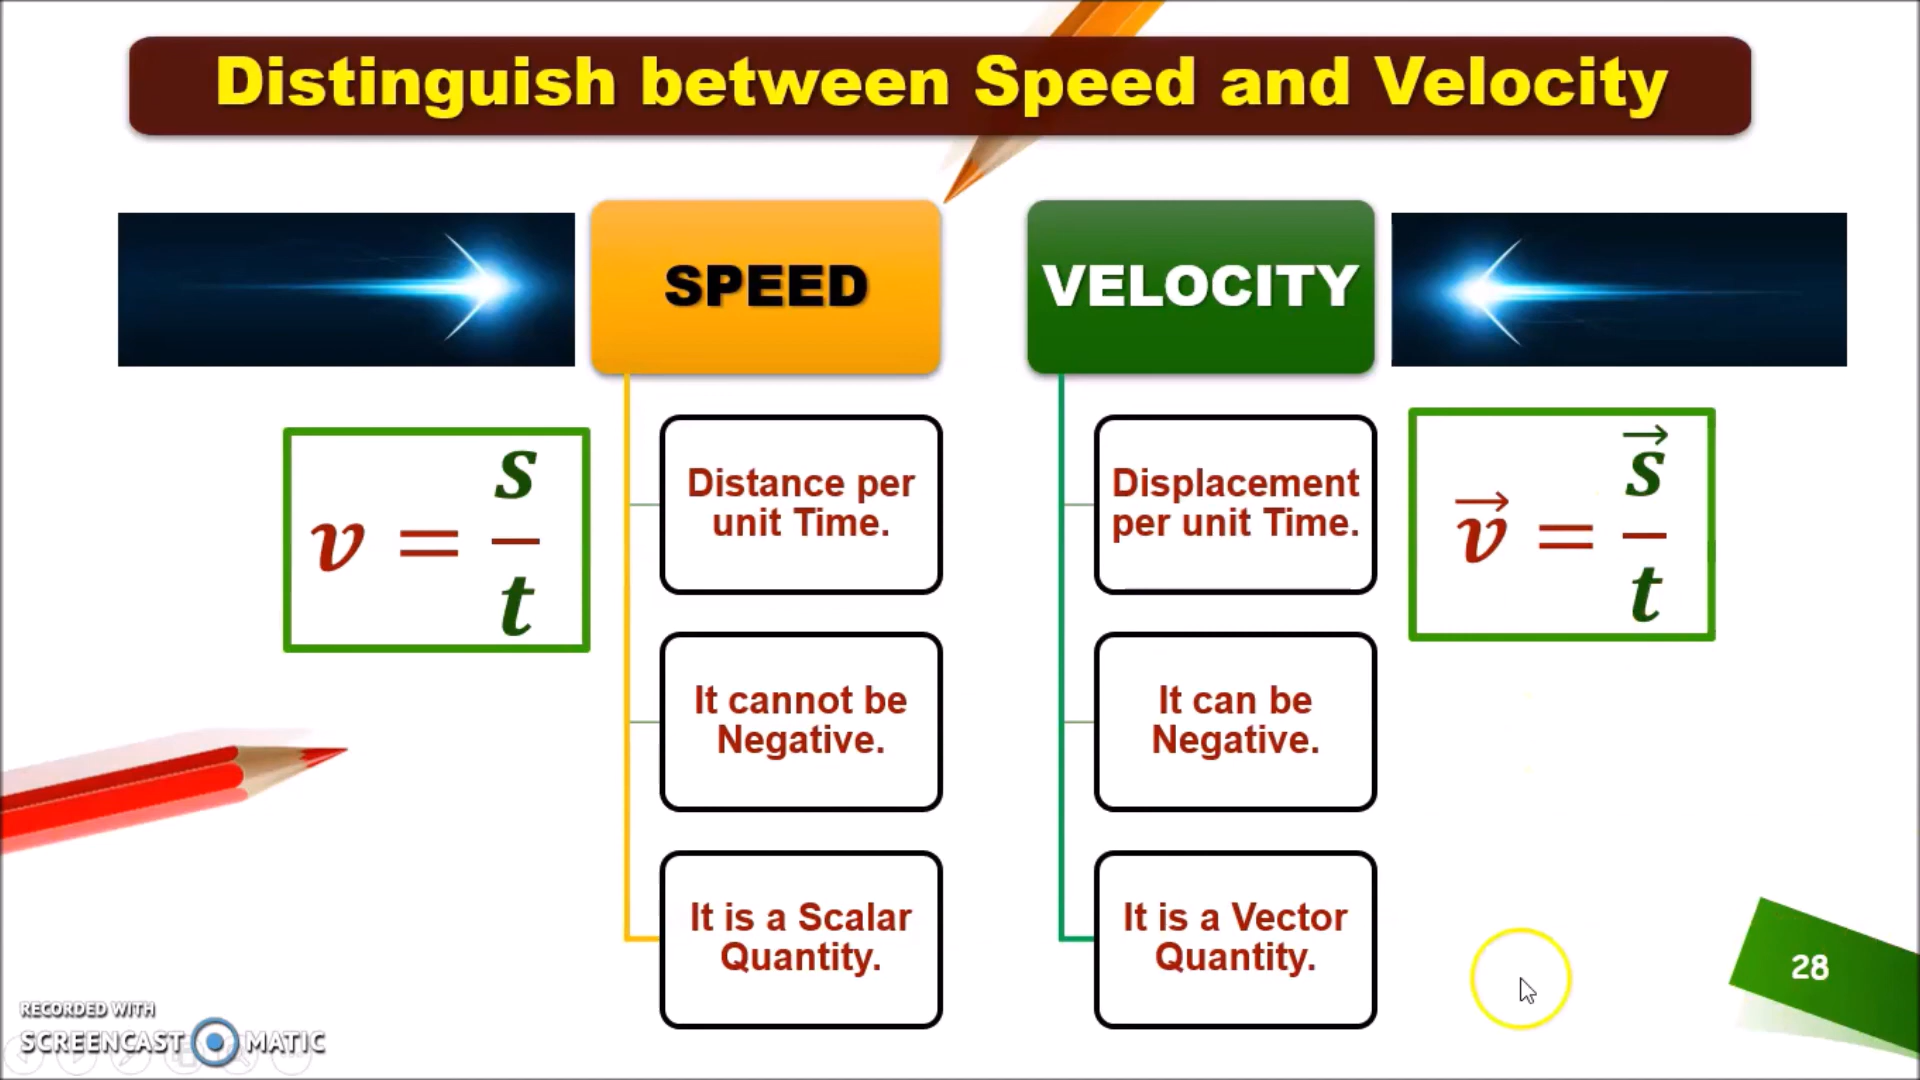 Distinguish between Speed and Velocity
SPEED
VELOCITY
v = s/t
Distance per
unit Time.
Displacement
per unit Time.
v⃗ = s⃗/t
It cannot be
Negative.
It can be
Negative.
It is a Scalar
Quantity.
It is a Vector
Quantity.
28
RECORDED WITH
SCREENCAST MATIC